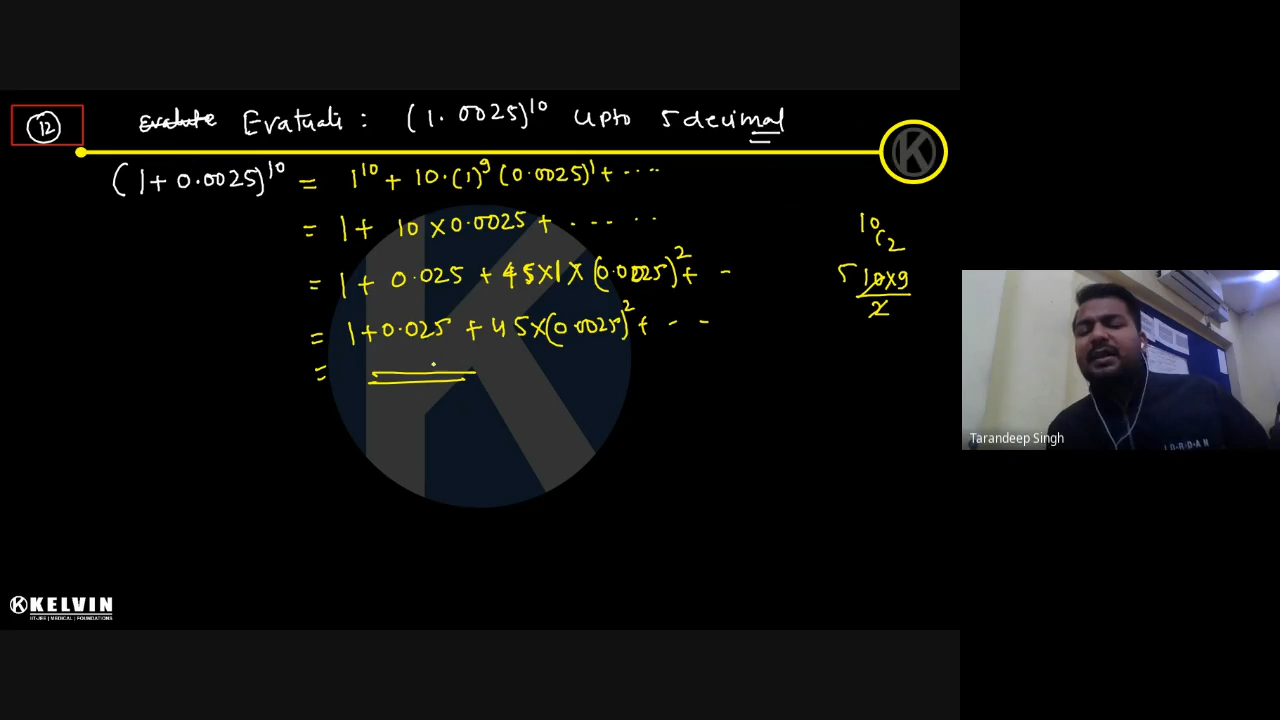 12
Evalute Evaluate : (1.0025)^10 upto 5 decimal
(1+0.0025)^10 = 1^10 + 10·(1)^9 (0.0025)^1 + ....
= 1 + 10 × 0.0025 + ......
= 1 + 0.025 + 45×1×(0.0025)^2 + -
= 1+0.025 + 45×(0.0025)^2 + - -
=
10C2
5 10×9
2
K
Tarandeep Singh
JORDAN
KELVIN
IIT-JEE | MEDICAL | FOUNDATIONS